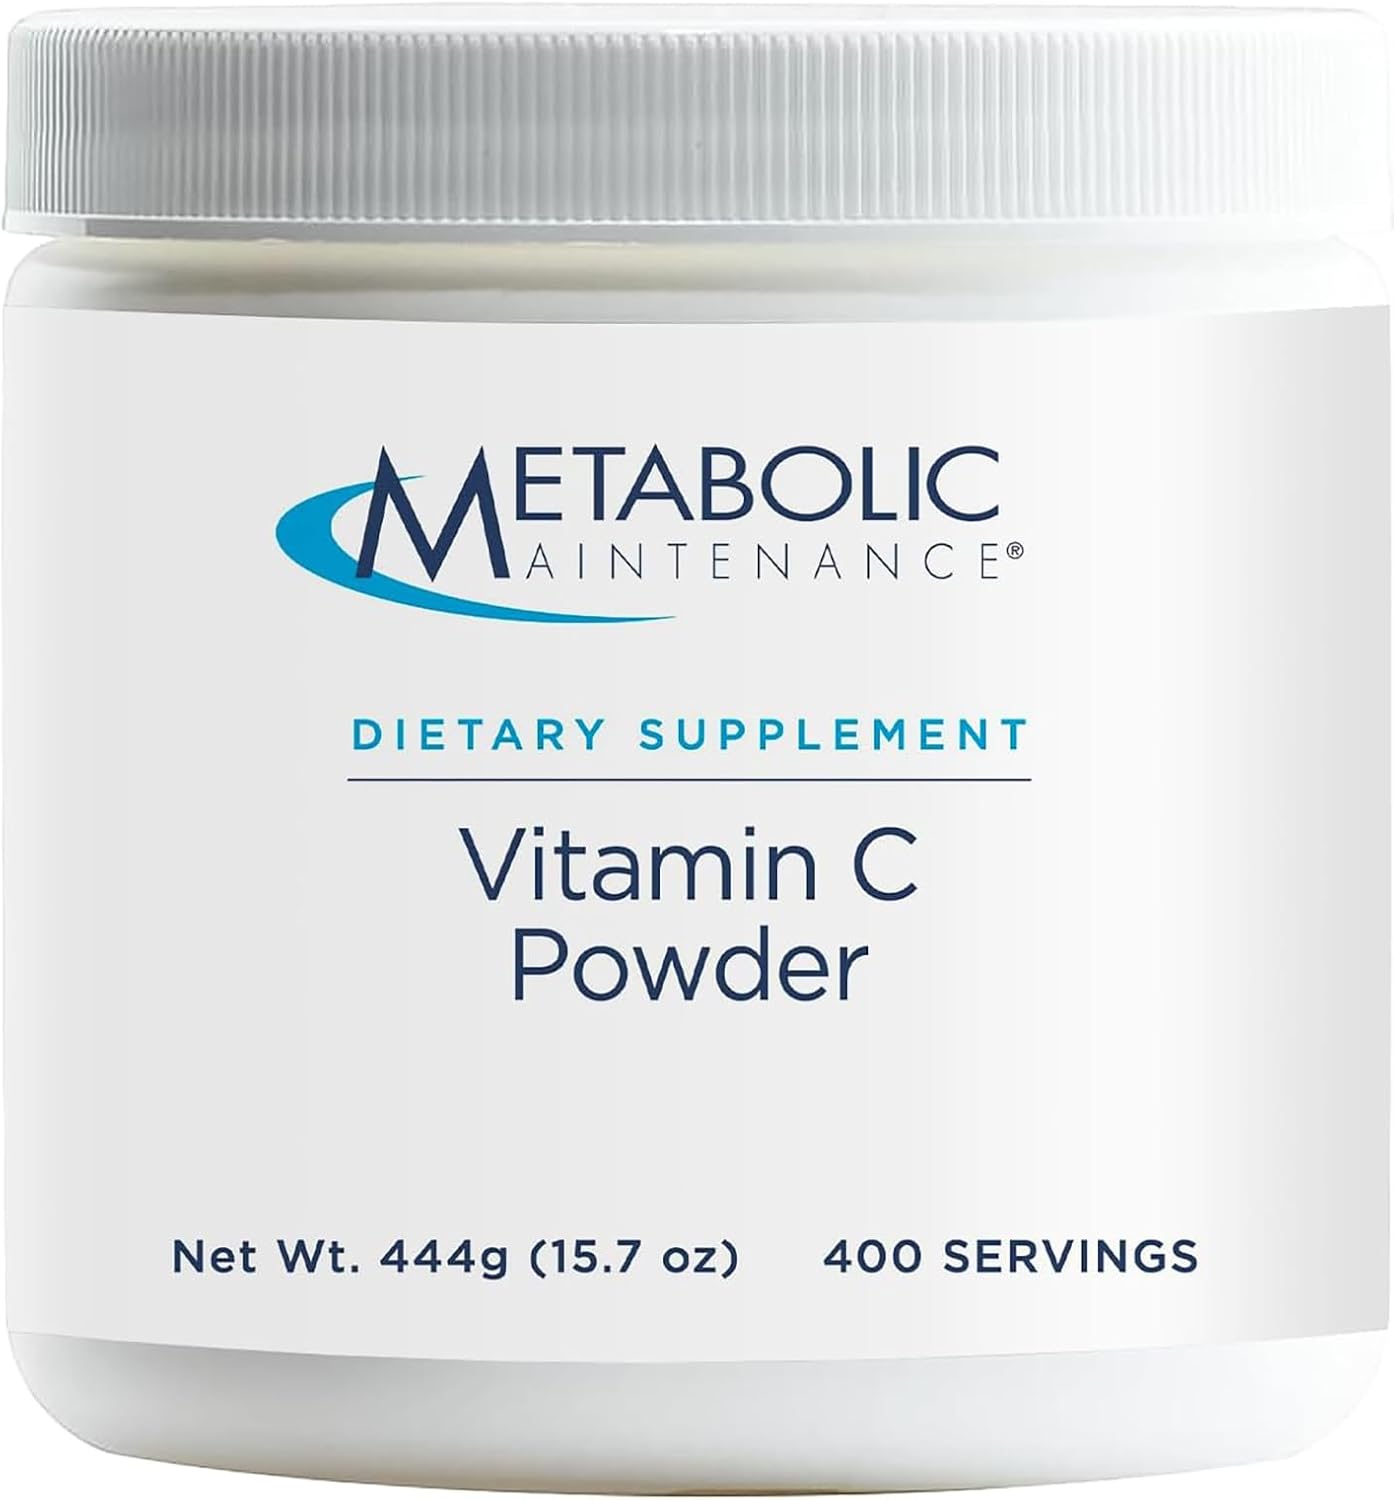 METABOLIC
MAINTENANCE®
DIETARY SUPPLEMENT
Vitamin C
Powder
Net Wt. 444g (15.7 oz) 400 SERVINGS